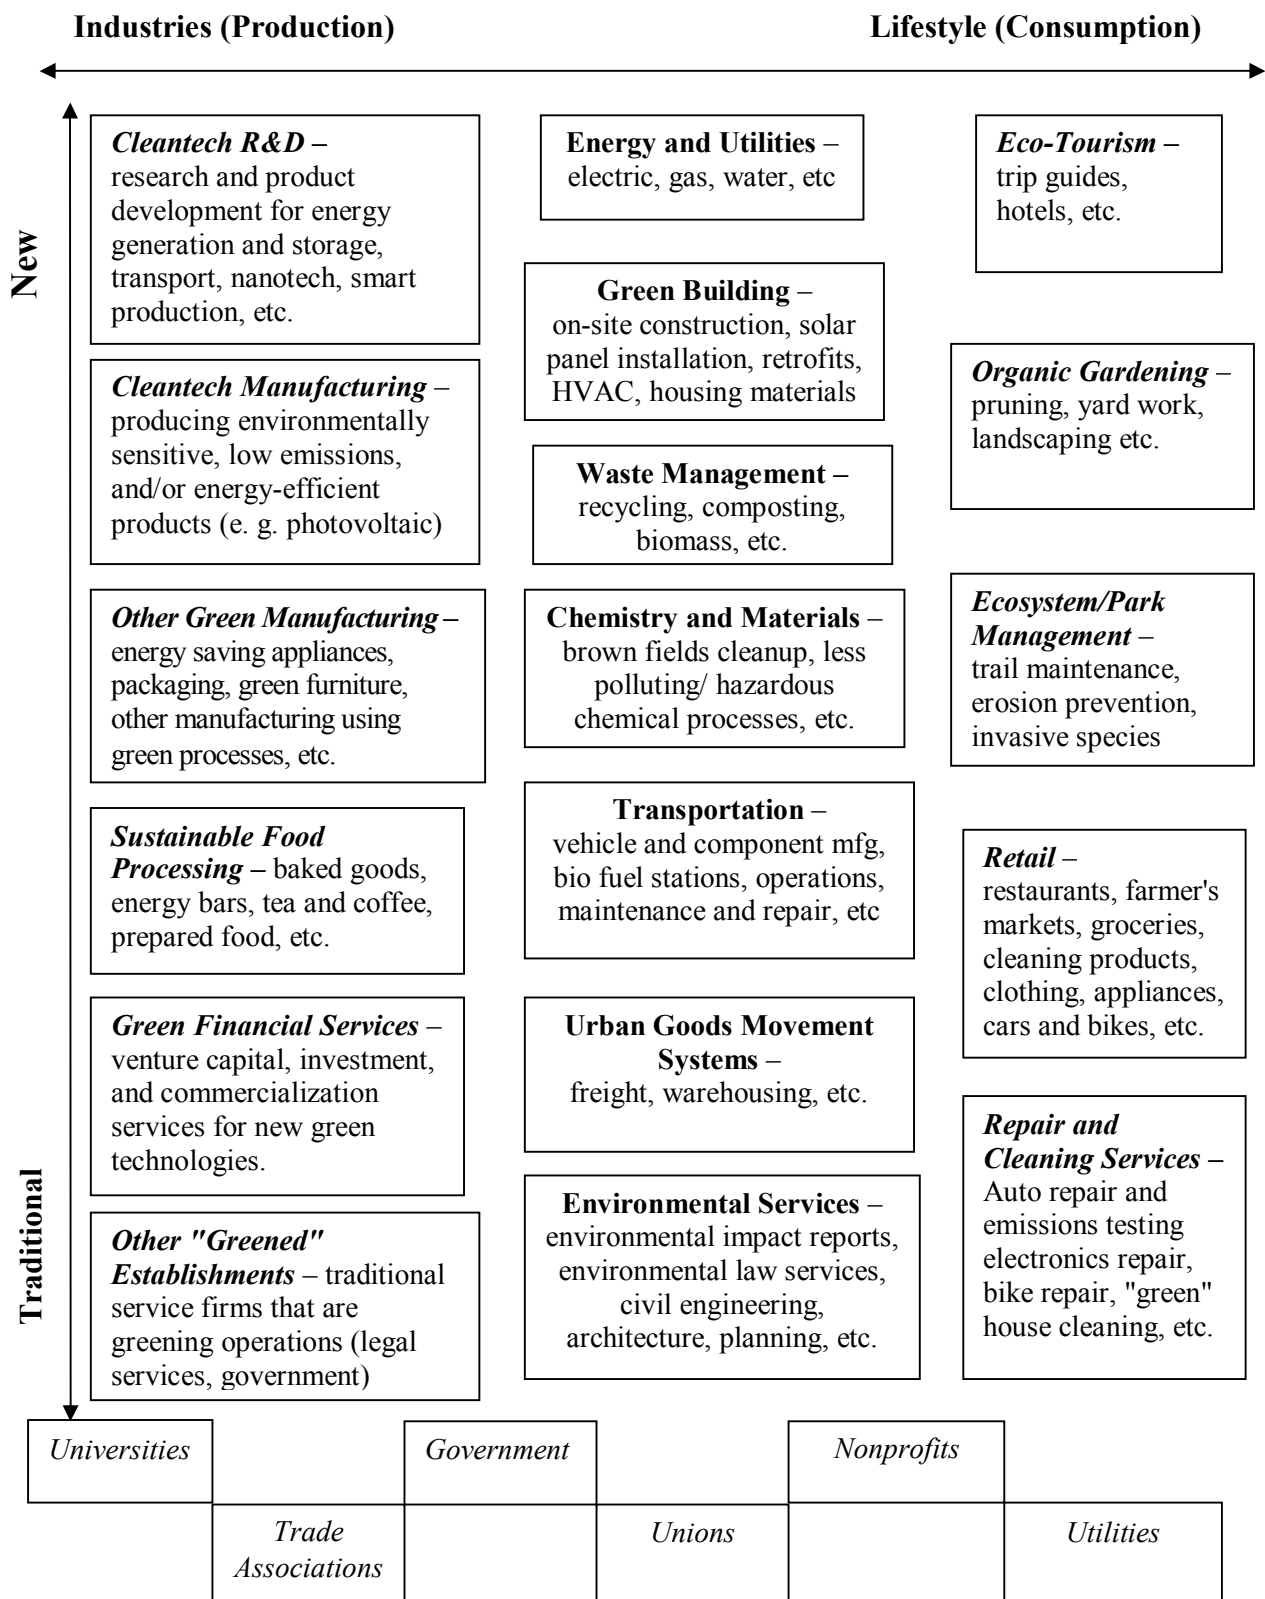 Industries (Production)
Lifestyle (Consumption)
New
Traditional
Cleantech R&D –
research and product
development for energy
generation and storage,
transport, nanotech, smart
production, etc.
Cleantech Manufacturing –
producing environmentally
sensitive, low emissions,
and/or energy-efficient
products (e. g. photovoltaic)
Other Green Manufacturing –
energy saving appliances,
packaging, green furniture,
other manufacturing using
green processes, etc.
Sustainable Food
Processing – baked goods,
energy bars, tea and coffee,
prepared food, etc.
Green Financial Services –
venture capital, investment,
and commercialization
services for new green
technologies.
Other "Greened"
Establishments – traditional
service firms that are
greening operations (legal
services, government)
Energy and Utilities –
electric, gas, water, etc
Green Building –
on-site construction, solar
panel installation, retrofits,
HVAC, housing materials
Waste Management –
recycling, composting,
biomass, etc.
Chemistry and Materials –
brown fields cleanup, less
polluting/ hazardous
chemical processes, etc.
Transportation –
vehicle and component mfg,
bio fuel stations, operations,
maintenance and repair, etc
Urban Goods Movement
Systems –
freight, warehousing, etc.
Environmental Services –
environmental impact reports,
environmental law services,
civil engineering,
architecture, planning, etc.
Eco-Tourism –
trip guides,
hotels, etc.
Organic Gardening –
pruning, yard work,
landscaping etc.
Ecosystem/Park
Management –
trail maintenance,
erosion prevention,
invasive species
Retail –
restaurants, farmer's
markets, groceries,
cleaning products,
clothing, appliances,
cars and bikes, etc.
Repair and
Cleaning Services –
Auto repair and
emissions testing
electronics repair,
bike repair, "green"
house cleaning, etc.
Universities
Government
Nonprofits
Trade
Associations
Unions
Utilities